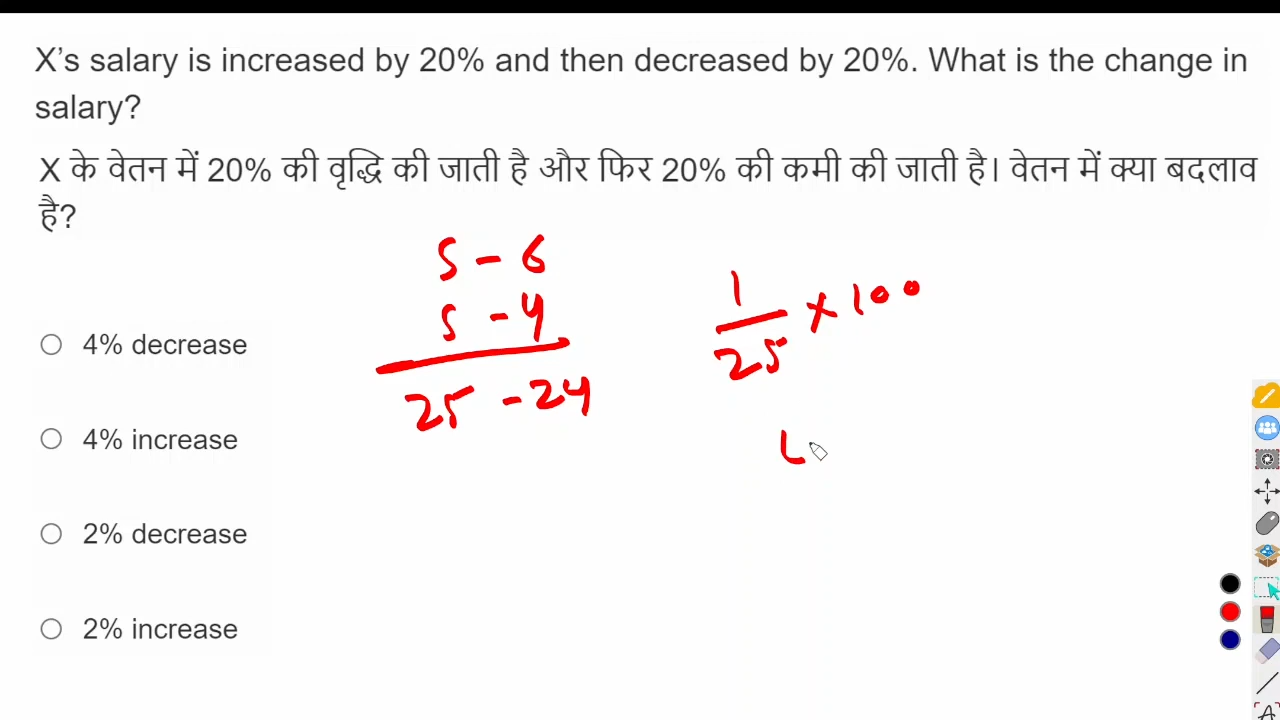 X’s salary is increased by 20% and then decreased by 20%. What is the change in
salary?
X के वेतन में 20% की वृद्धि की जाती है और फिर 20% की कमी की जाती है। वेतन में क्या बदलाव
है?
5 - 6
5 - 4
25 - 24
1
25
× 100
4% decrease
4% increase
2% decrease
2% increase